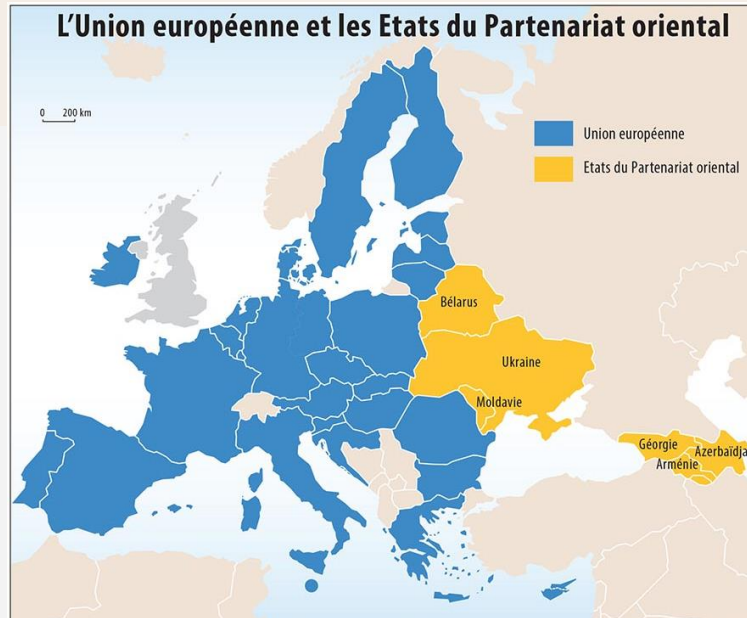 L'Union européenne et les Etats du Partenariat oriental
0 200 km
Union européenne
Etats du Partenariat oriental
Bélarus
Ukraine
Moldavie
Géorgie
Azerbaïdja
Arménie